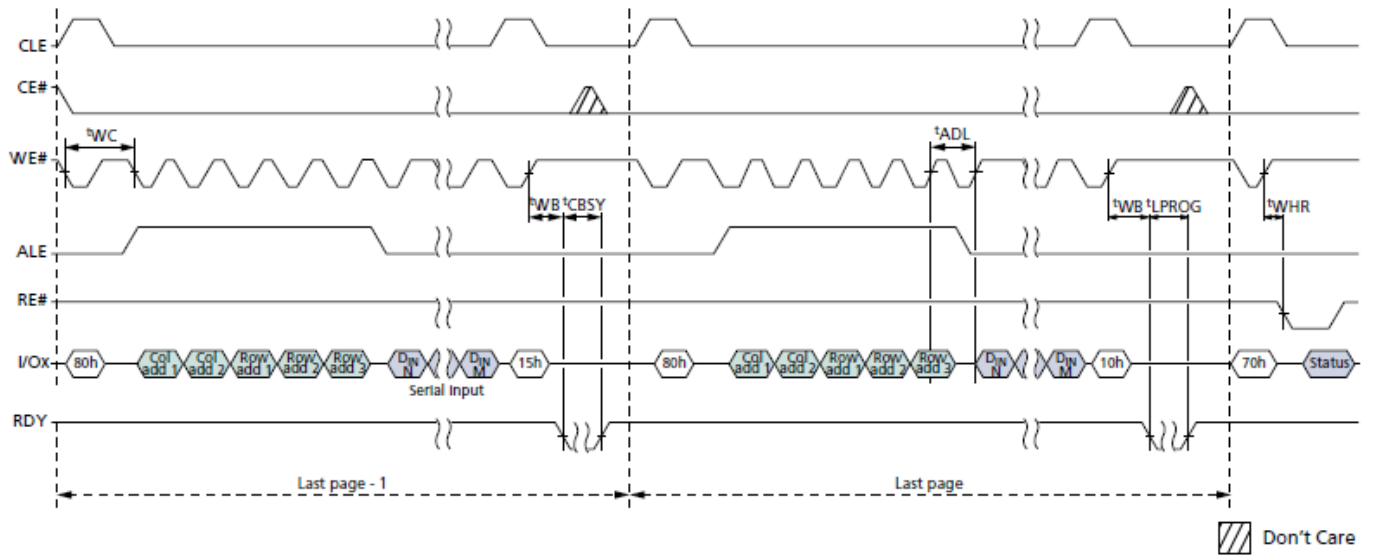 CLE
CE#
tWC
tADL
WE#
tWB tCBSY
tWB tLPROG
tWHR
ALE
RE#
I/Ox
80h
Col add 1
Col add 2
Row add 1
Row add 2
Row add 3
DIN N
DIN M
15h
80h
Col add 1
Col add 2
Row add 1
Row add 2
Row add 3
DIN N
DIN M
10h
70h
Status
Serial Input
RDY
Last page - 1
Last page
Don't Care